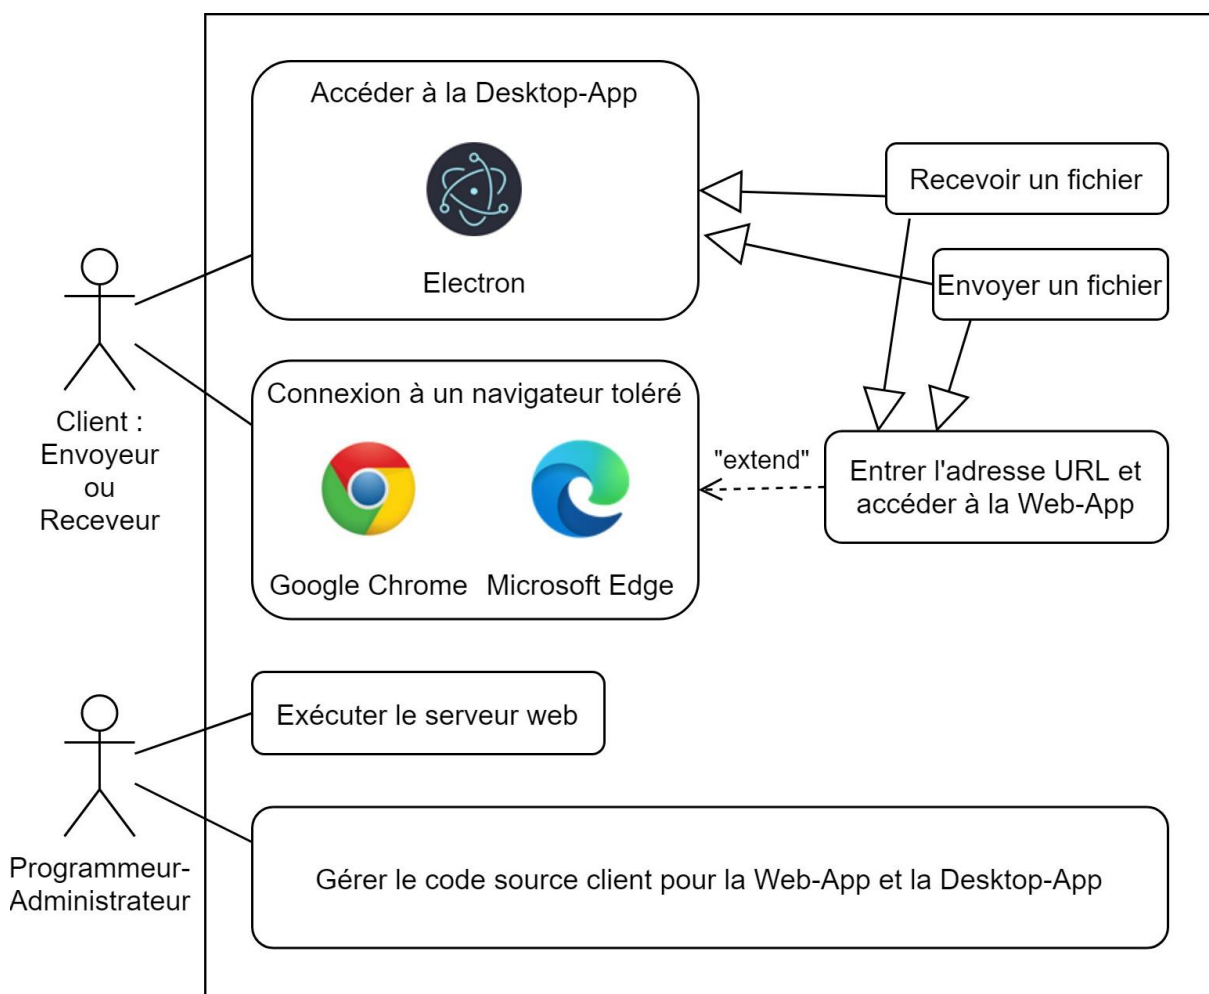 Accéder à la Desktop-App
Electron
Recevoir un fichier
Envoyer un fichier
Client :
Envoyeur
ou
Receveur
Connexion à un navigateur toléré
Google Chrome
Microsoft Edge
"extend"
Entrer l'adresse URL et
accéder à la Web-App
Exécuter le serveur web
Programmeur-
Administrateur
Gérer le code source client pour la Web-App et la Desktop-App